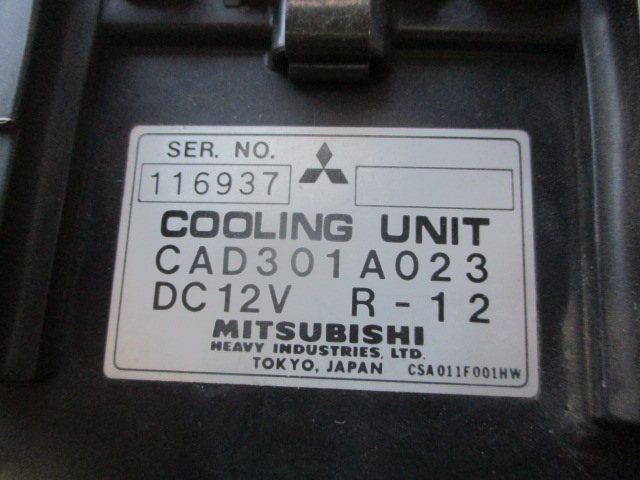 SER. NO.
116937
COOLING UNIT
CAD301A023
DC12V R-12
MITSUBISHI
HEAVY INDUSTRIES, LTD.
TOKYO, JAPAN CSA011F001HW